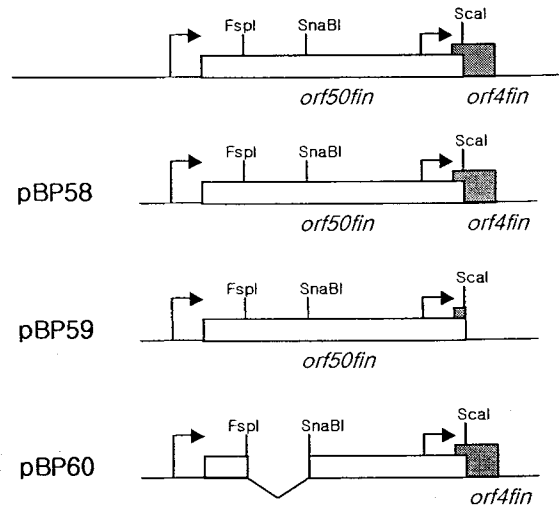 FspI SnaBI ScaI
orf50fin orf4fin
pBP58 FspI SnaBI ScaI
orf50fin orf4fin
pBP59 FspI SnaBI ScaI
orf50fin
pBP60 FspI SnaBI ScaI
orf4fin